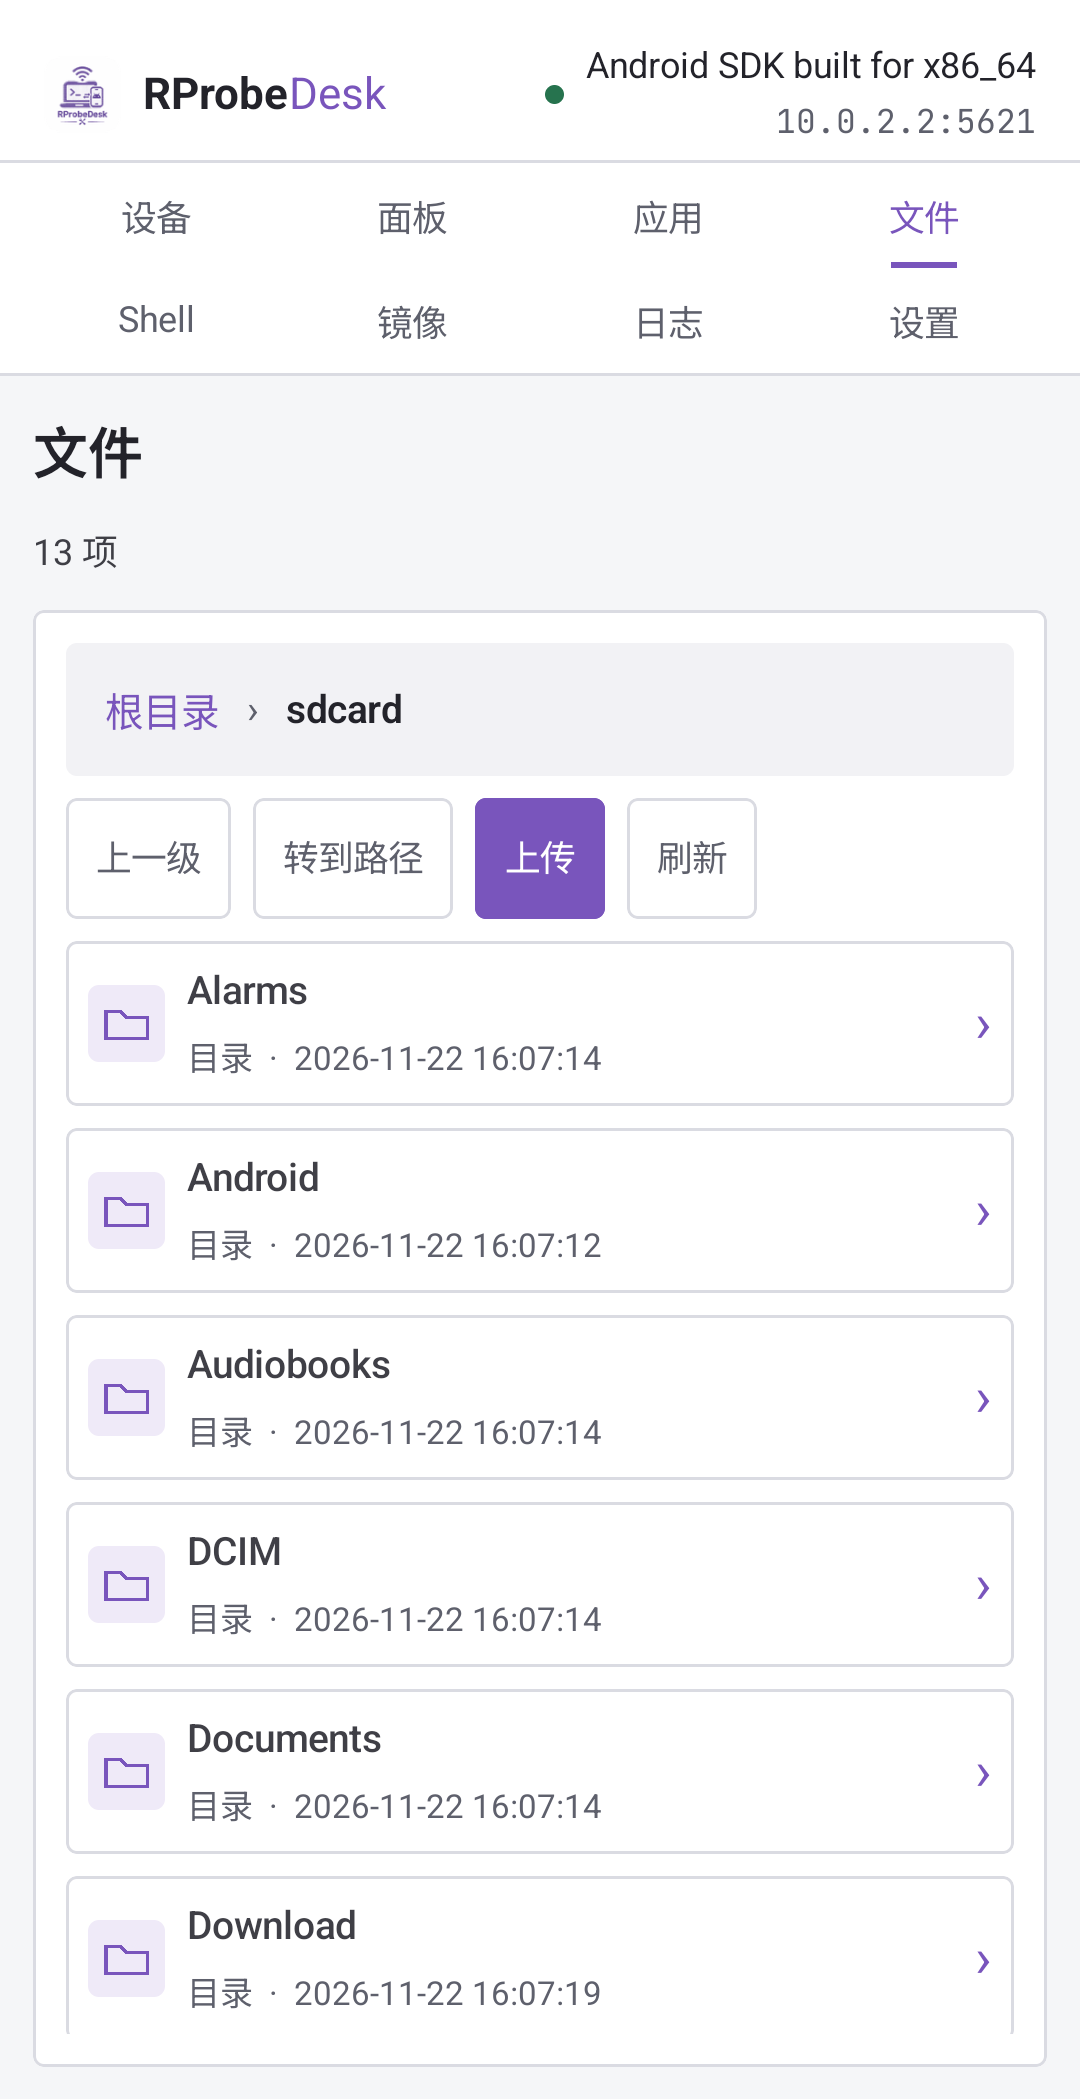 RProbeDesk
RProbeDesk
Android SDK built for x86_64
10.0.2.2:5621
设备 面板 应用 文件
Shell 镜像 日志 设置
文件
13 项
根目录 › sdcard
上一级 转到路径 上传 刷新
Alarms
目录 · 2026-11-22 16:07:14
Android
目录 · 2026-11-22 16:07:12
Audiobooks
目录 · 2026-11-22 16:07:14
DCIM
目录 · 2026-11-22 16:07:14
Documents
目录 · 2026-11-22 16:07:14
Download
目录 · 2026-11-22 16:07:19